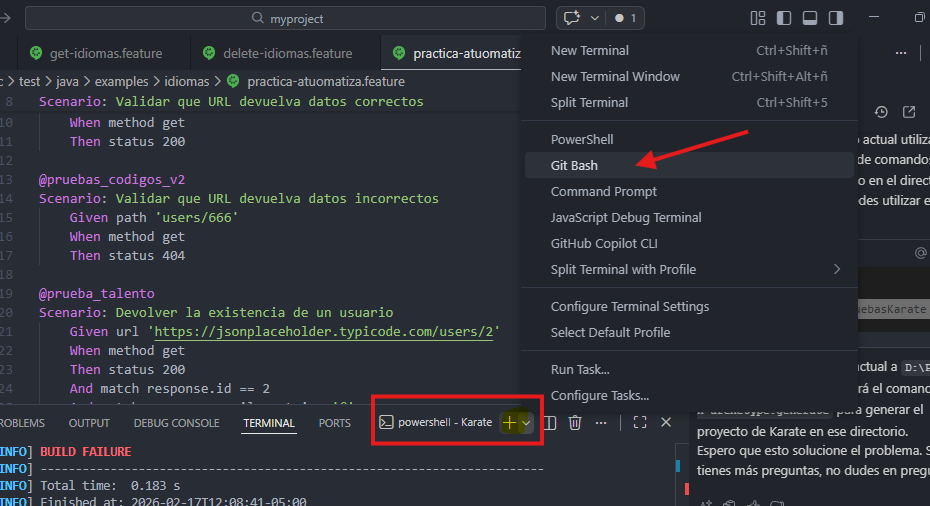 myproject
1
get-idiomas.feature
delete-idiomas.feature
practica-atuomatiz
c > test > java > examples > idiomas > practica-atuomatiza.feature
8 Scenario: Validar que URL devuelva datos correctos
10 When method get
11 Then status 200
12
13 @pruebas_codigos_v2
14 Scenario: Validar que URL devuelva datos incorrectos
15 Given path 'users/666'
16 When method get
17 Then status 404
18
19 @prueba_talento
20 Scenario: Devolver la existencia de un usuario
21 Given url 'https://jsonplaceholder.typicode.com/users/2'
22 When method get
23 Then status 200
24 And match response.id == 2
New Terminal Ctrl+Shift+ñ
New Terminal Window Ctrl+Shift+Alt+ñ
Split Terminal Ctrl+Shift+5
PowerShell
Git Bash
Command Prompt
JavaScript Debug Terminal
GitHub Copilot CLI
Split Terminal with Profile
Configure Terminal Settings
Select Default Profile
Run Task...
Configure Tasks...
actual utiliza
de comandos
o en el direct
des utilizar e
uebasKarate
actual a D:\P
rá el comand
para generar el
proyecto de Karate en ese directorio.
Espero que esto solucione el problema. S
tienes más preguntas, no dudes en pregu
ROBLEMS OUTPUT DEBUG CONSOLE TERMINAL PORTS
powershell - Karate
INFO] BUILD FAILURE
INFO] ------------------------------------------------------------------------
INFO] Total time: 0.183 s
INFO] Finished at: 2026-02-17T12:08:41-05:00